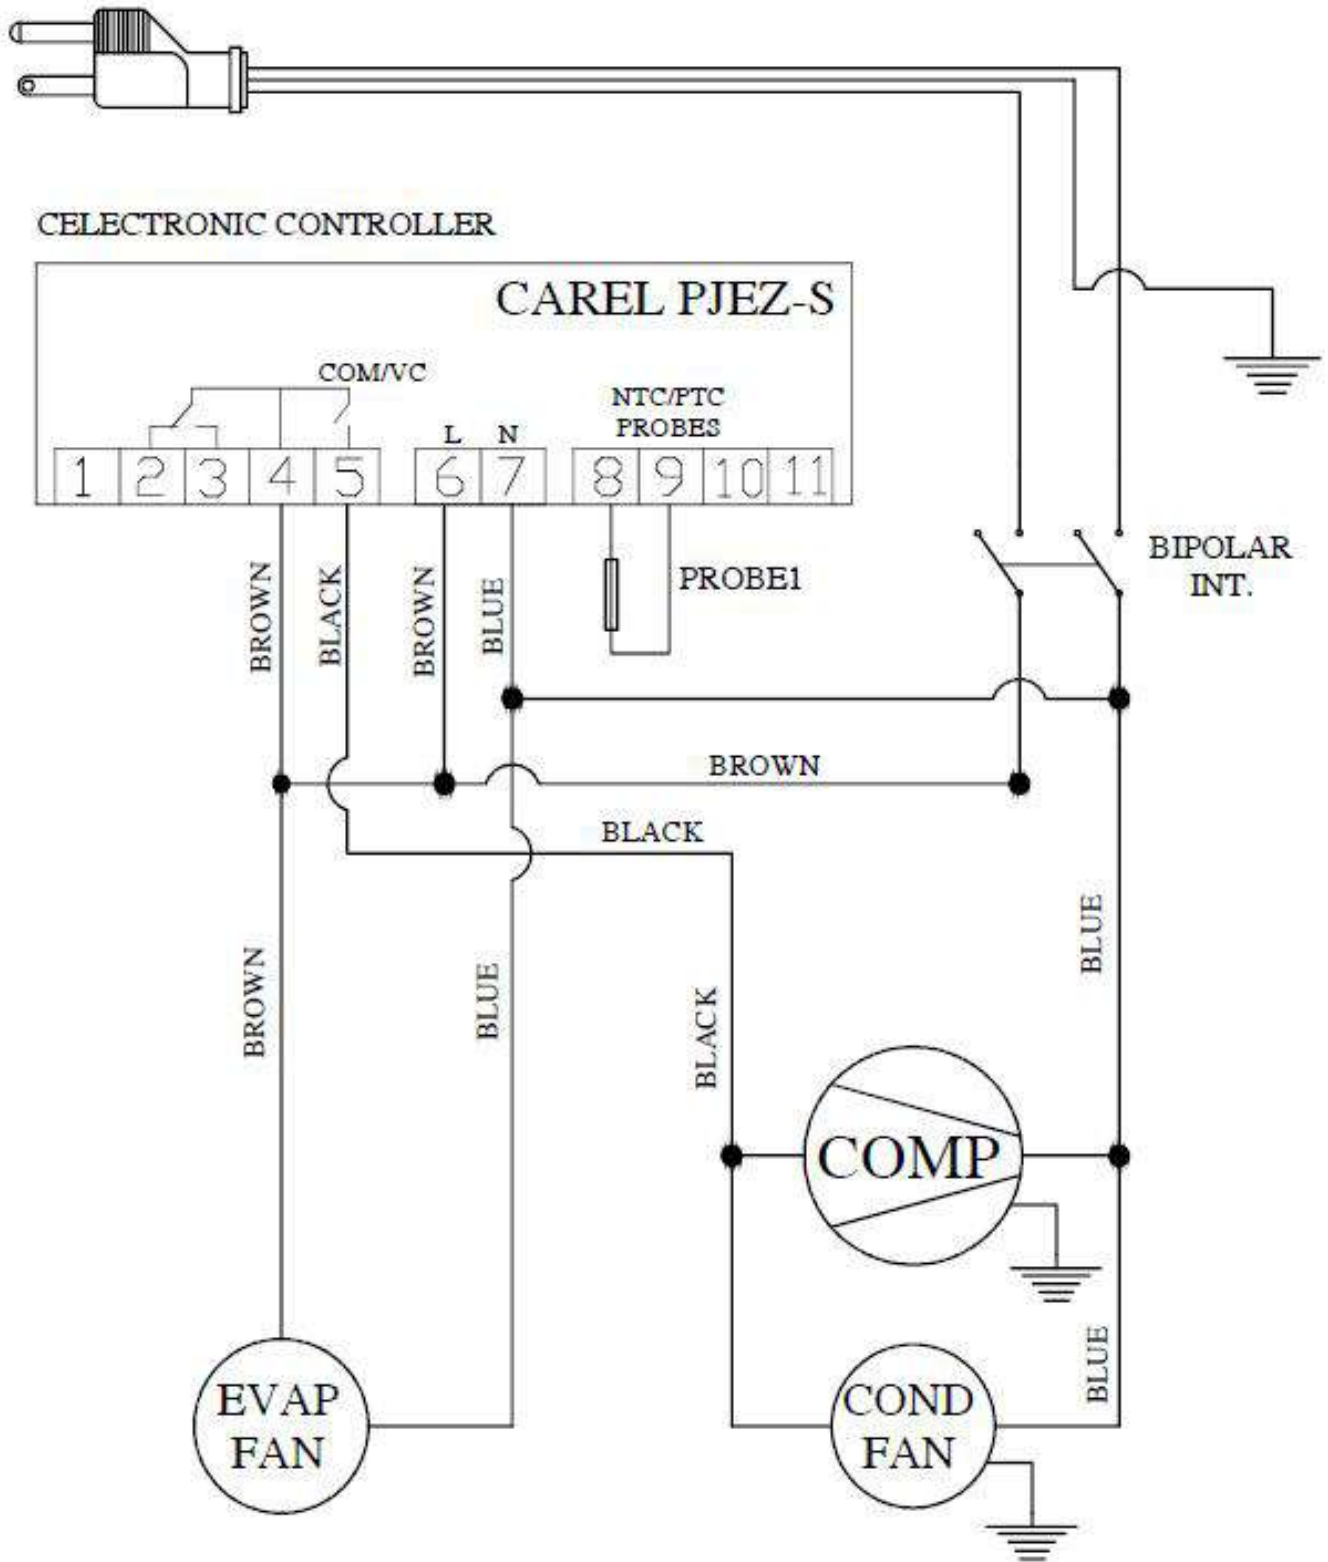 CELECTRONIC CONTROLLER
CAREL PJEZ-S
COM/VC
NTC/PTC
PROBES
L N
1 2 3 4 5 6 7 8 9 10 11
BROWN
BLACK
BROWN
BLUE
PROBE1
BIPOLAR
INT.
BROWN
BLACK
BROWN
BLUE
BLACK
BLUE
COMP
EVAP
FAN
COND
FAN
BLUE